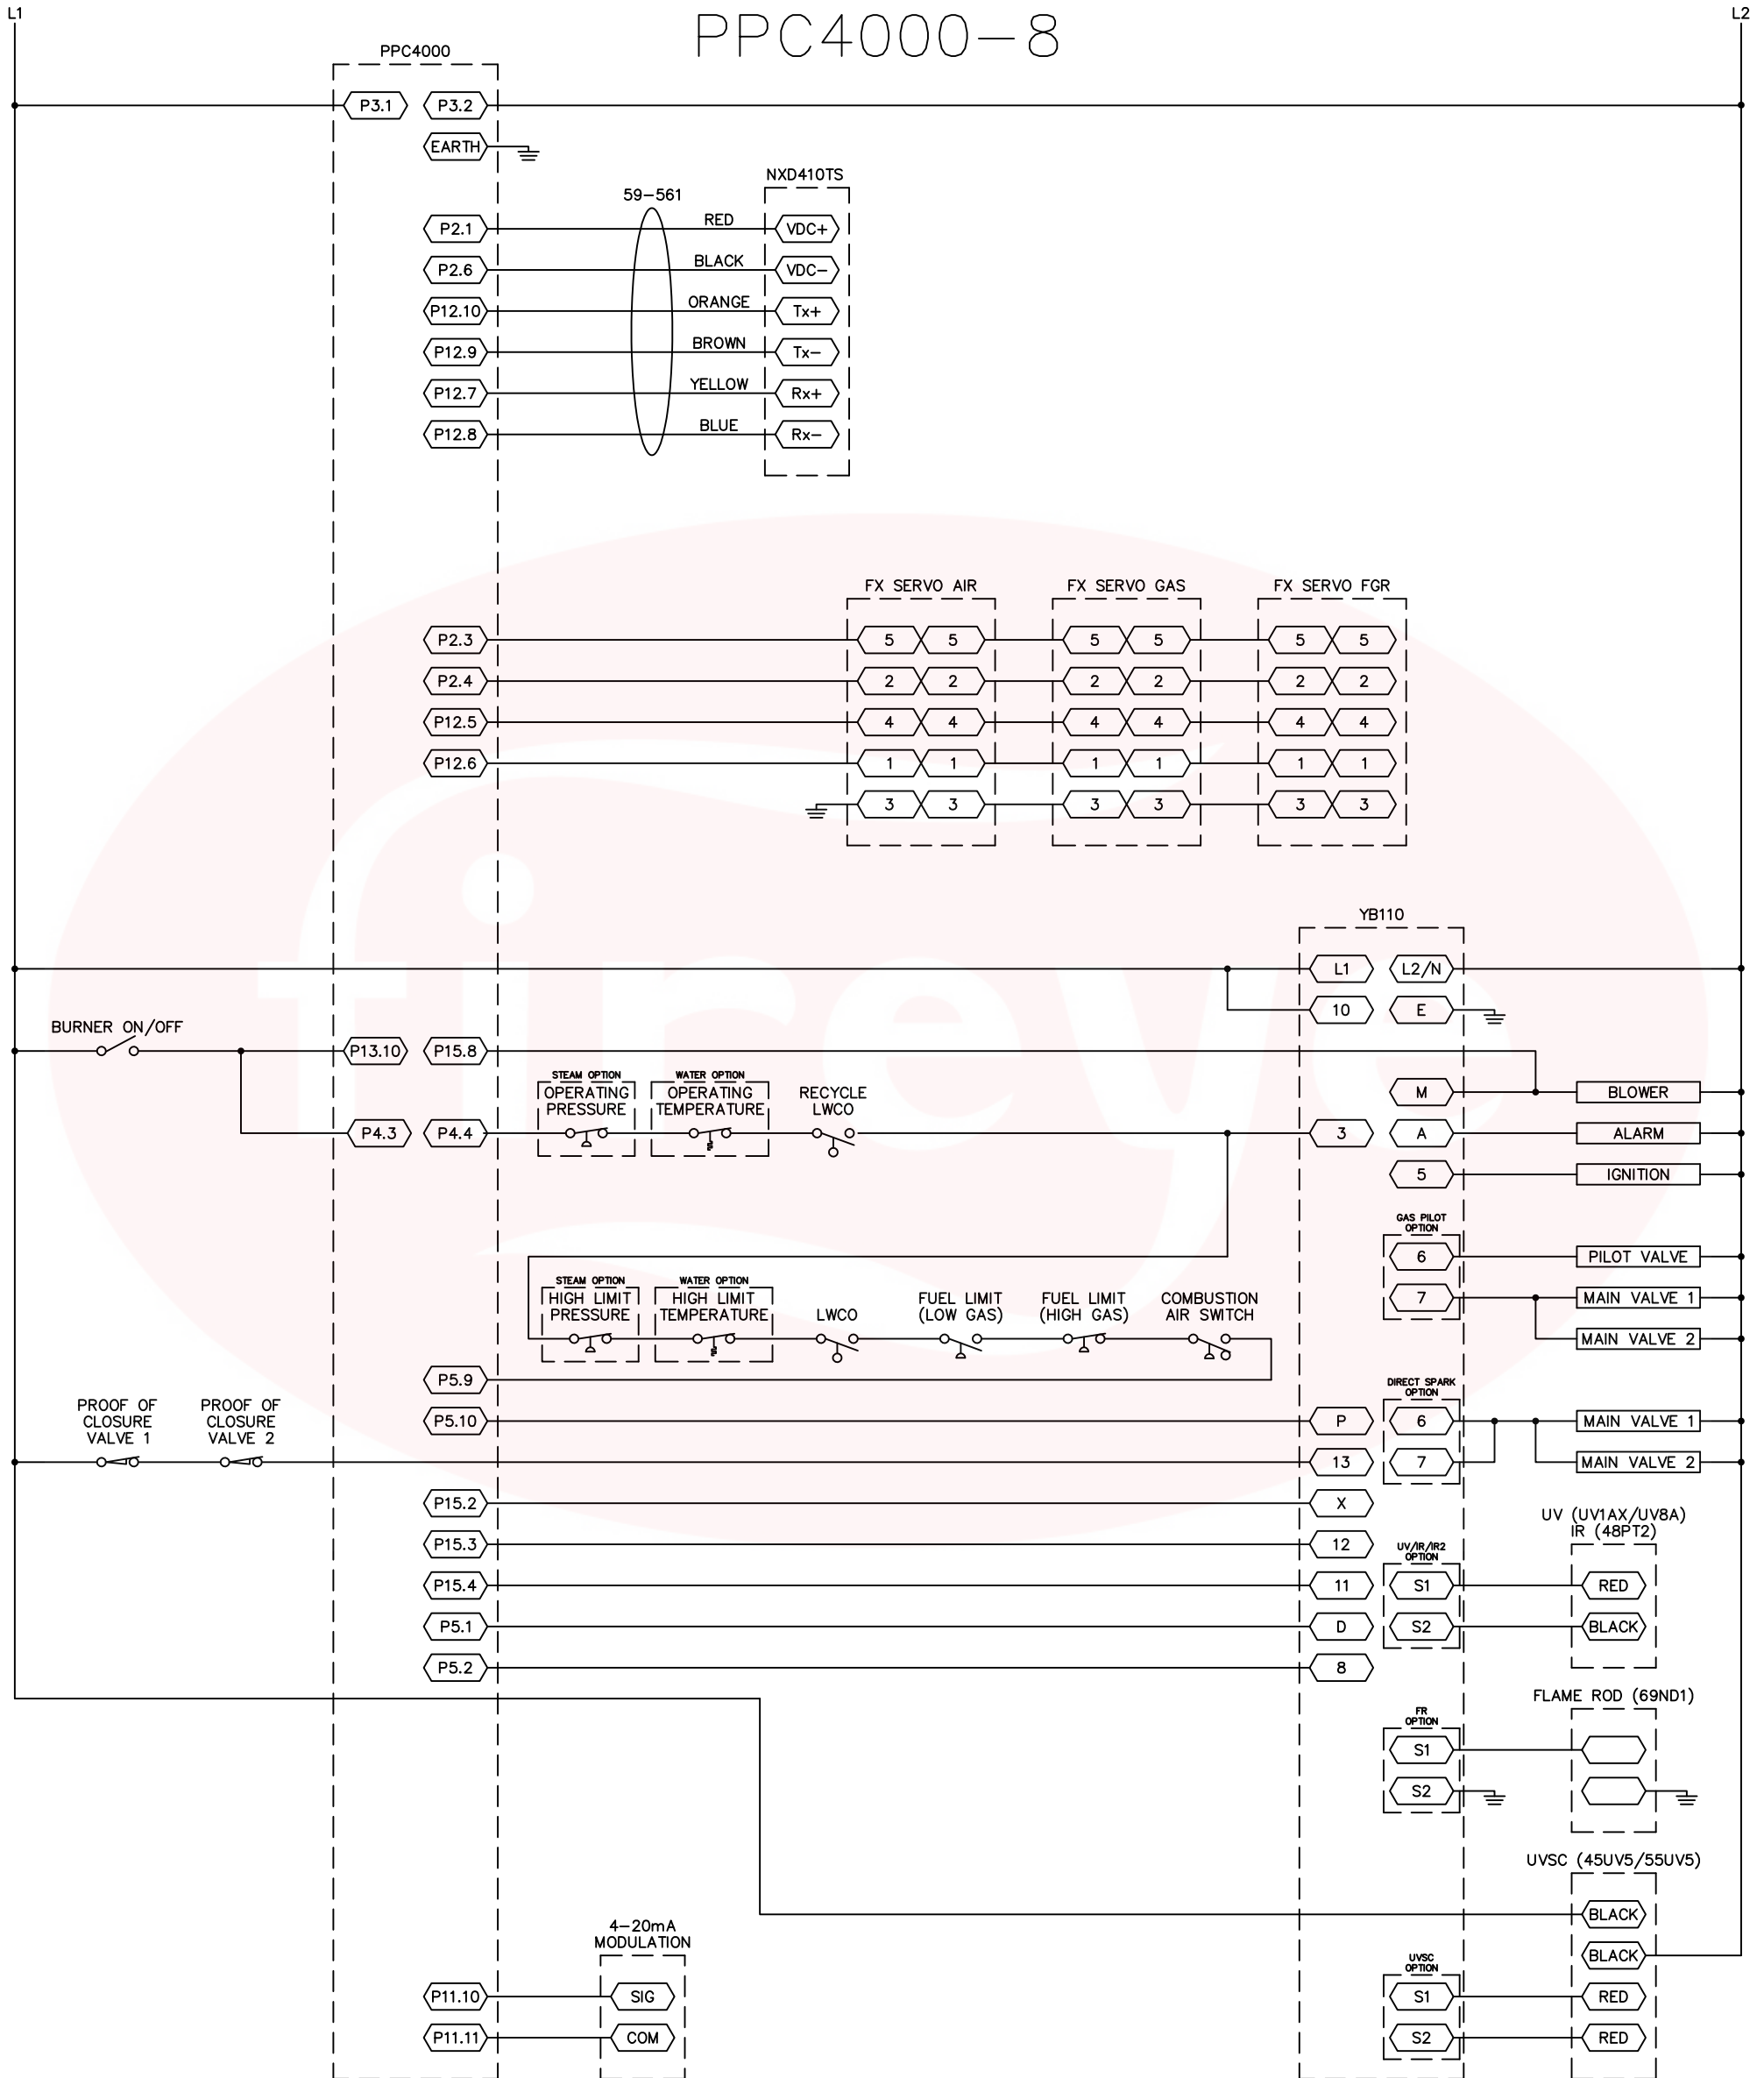 L1
L2
PPC4000-8
PPC4000
P3.1 P3.2
EARTH
NXD410TS
59-561
P2.1 RED VDC+
P2.6 BLACK VDC-
P12.10 ORANGE Tx+
P12.9 BROWN Tx-
P12.7 YELLOW Rx+
P12.8 BLUE Rx-
FX SERVO AIR FX SERVO GAS FX SERVO FGR
P2.3 5 5 5 5 5 5
P2.4 2 2 2 2 2 2
P12.5 4 4 4 4 4 4
P12.6 1 1 1 1 1 1
3 3 3 3 3 3
fireye
YB110
L1 L2/N
10 E
BURNER ON/OFF
P13.10 P15.8
STEAM OPTION
OPERATING
PRESSURE
WATER OPTION
OPERATING
TEMPERATURE
RECYCLE
LWCO
M BLOWER
P4.3 P4.4 3 A ALARM
5 IGNITION
GAS PILOT
OPTION
6 PILOT VALVE
7 MAIN VALVE 1
MAIN VALVE 2
STEAM OPTION
HIGH LIMIT
PRESSURE
WATER OPTION
HIGH LIMIT
TEMPERATURE
LWCO
FUEL LIMIT
(LOW GAS)
FUEL LIMIT
(HIGH GAS)
COMBUSTION
AIR SWITCH
P5.9
DIRECT SPARK
OPTION
PROOF OF
CLOSURE
VALVE 1
PROOF OF
CLOSURE
VALVE 2
P5.10 P 6 MAIN VALVE 1
13 7 MAIN VALVE 2
P15.2 X
UV (UV1AX/UV8A)
IR (48PT2)
P15.3 12
UV/IR/IR2
OPTION
P15.4 11 S1 RED
P5.1 D S2 BLACK
P5.2 8
FLAME ROD (69ND1)
FR
OPTION
S1
S2
UVSC (45UV5/55UV5)
BLACK
BLACK
4-20mA
MODULATION
UVSC
OPTION
P11.10 SIG S1 RED
P11.11 COM S2 RED